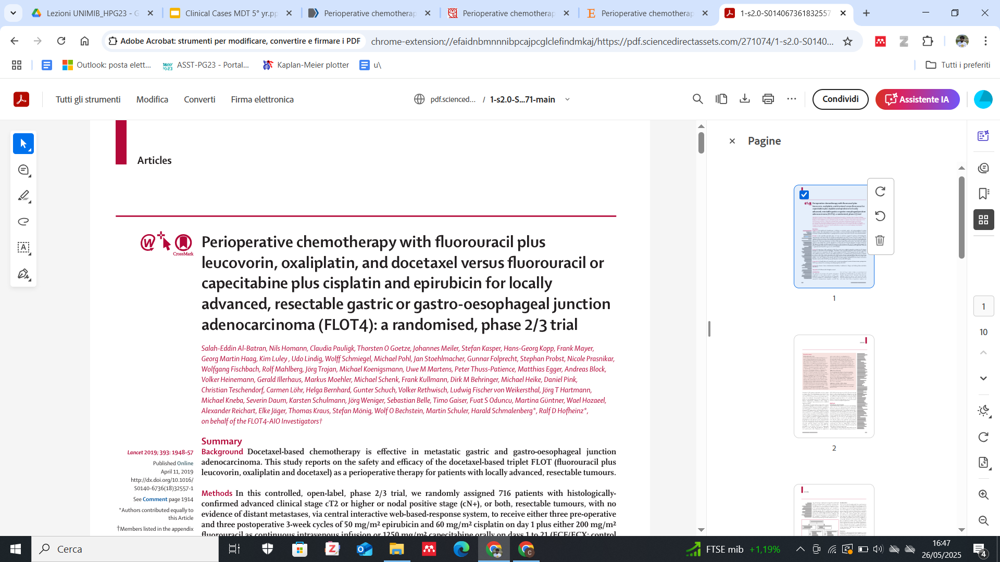 Lezioni UNIMIB_HPG23 - G
Clinical Cases MDT 5° yr.pp
Perioperative chemotherap
Perioperative chemotherap
Perioperative chemotherap
1-s2.0-S014067361832557
Adobe Acrobat: strumenti per modificare, convertire e firmare i PDF
chrome-extension://efaidnbmnnnibpcajpcglclefindmkaj/https://pdf.sciencedirectassets.com/271074/1-s2.0-S0140...
Outlook: posta elett...
ASST-PG23 - Portal...
Kaplan-Meier plotter
u\
Tutti i preferiti
Tutti gli strumenti
Modifica
Converti
Firma elettronica
pdf.scienced... / 1-s2.0-S...71-main
Condividi
Assistente IA
Articles
Pagine
CrossMark
Perioperative chemotherapy with fluorouracil plus
leucovorin, oxaliplatin, and docetaxel versus fluorouracil or
capecitabine plus cisplatin and epirubicin for locally
advanced, resectable gastric or gastro-oesophageal junction
adenocarcinoma (FLOT4): a randomised, phase 2/3 trial
Salah-Eddin Al-Batran, Nils Homann, Claudia Pauligk, Thorsten O Goetze, Johannes Meiler, Stefan Kasper, Hans-Georg Kopp, Frank Mayer,
Georg Martin Haag, Kim Luley , Udo Lindig, Wolff Schmiegel, Michael Pohl, Jan Stoehlmacher, Gunnar Folprecht, Stephan Probst, Nicole Prasnikar,
Wolfgang Fischbach, Rolf Mahlberg, Jörg Trojan, Michael Koenigsmann, Uwe M Martens, Peter Thuss-Patience, Matthias Egger, Andreas Block,
Volker Heinemann, Gerald Illerhaus, Markus Moehler, Michael Schenk, Frank Kullmann, Dirk M Behringer, Michael Heike, Daniel Pink,
Christian Teschendorf, Carmen Löhr, Helga Bernhard, Gunter Schuch, Volker Rethwisch, Ludwig Fischer von Weikersthal, Jörg T Hartmann,
Michael Kneba, Severin Daum, Karsten Schulmann, Jörg Weniger, Sebastian Belle, Timo Gaiser, Fuat S Oduncu, Martina Güntner, Wael Hozaeel,
Alexander Reichart, Elke Jäger, Thomas Kraus, Stefan Mönig, Wolf O Bechstein, Martin Schuler, Harald Schmalenberg*, Ralf D Hofheinz*,
on behalf of the FLOT4-AIO Investigators†
Summary
Background Docetaxel-based chemotherapy is effective in metastatic gastric and gastro-oesophageal junction
adenocarcinoma. This study reports on the safety and efficacy of the docetaxel-based triplet FLOT (fluorouracil plus
leucovorin, oxaliplatin and docetaxel) as a perioperative therapy for patients with locally advanced, resectable tumours.
Methods In this controlled, open-label, phase 2/3 trial, we randomly assigned 716 patients with histologically-
confirmed advanced clinical stage cT2 or higher or nodal positive stage (cN+), or both, resectable tumours, with no
evidence of distant metastases, via central interactive web-based-response system, to receive either three pre-operative
and three postoperative 3-week cycles of 50 mg/m² epirubicin and 60 mg/m² cisplatin on day 1 plus either 200 mg/m²
fluorouracil as continuous intravenous infusion or 1250 mg/m² capecitabine orally on days 1 to 21 (ECF/ECX; control
Lancet 2019; 393: 1948–57
Published Online
April 11, 2019
http://dx.doi.org/10.1016/
S0140-6736(18)32557-1
See Comment page 1914
*Authors contributed equally to
this Article
†Members listed in the appendix
1
2
1
10
Cerca
FTSE mib +1,19%
16:47
26/05/2025
4